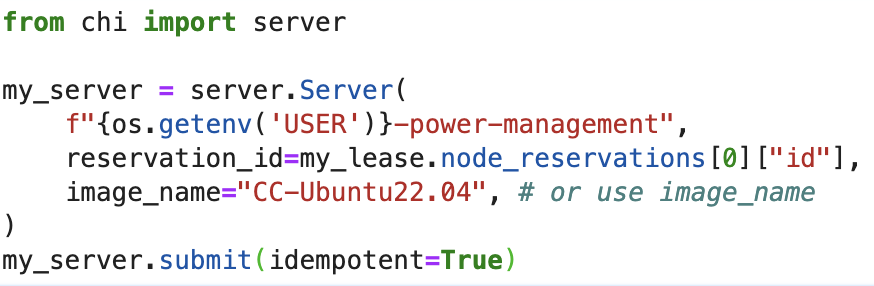 from chi import server

my_server = server.Server(
    f"{os.getenv('USER')}-power-management",
    reservation_id=my_lease.node_reservations[0]["id"],
    image_name="CC-Ubuntu22.04", # or use image_name
)
my_server.submit(idempotent=True)